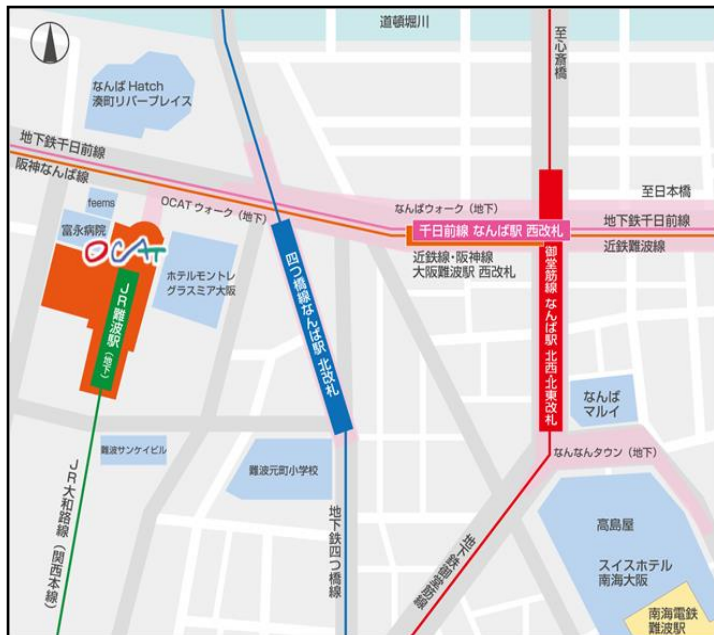 道頓堀川
至心斎橋
なんばHatch
湊町リバープレイス
地下鉄千日前線
阪神なんば線
feems
富永病院
OCATウォーク(地下)
なんばウォーク(地下)
至日本橋
千日前線 なんば駅 西改札
地下鉄千日前線
近鉄線・阪神線
大阪難波駅 西改札
近鉄難波線
OCAT
ホテルモントレ
グラスミア大阪
JR難波駅(地下)
四つ橋線なんば駅 北改札
御堂筋線 なんば駅 北西・北東改札
なんば
マルイ
難波サンケイビル
難波元町小学校
なんなんタウン(地下)
JR大和路線(関西本線)
地下鉄四つ橋線
地下鉄御堂筋線
高島屋
スイスホテル
南海大阪
南海電鉄
難波駅